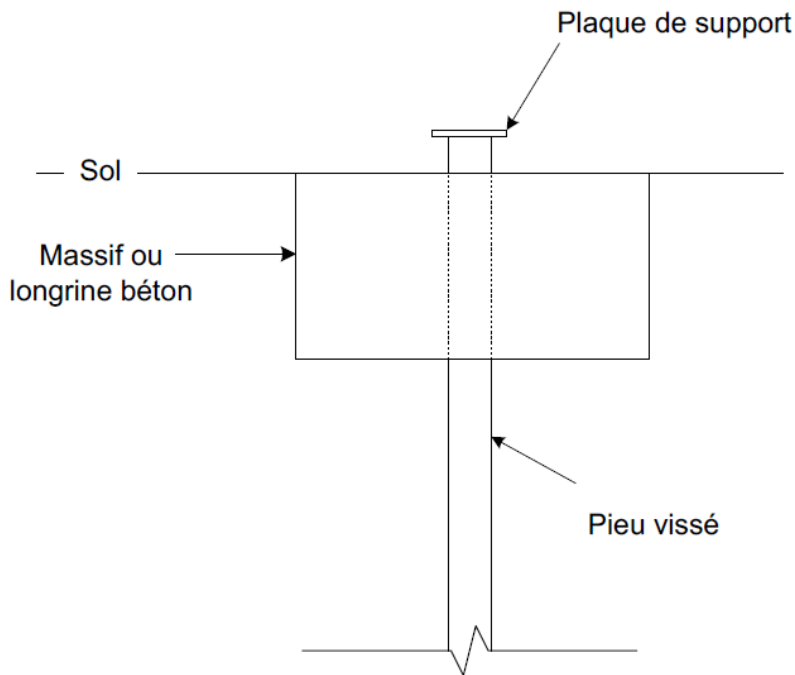 Plaque de support
Sol
Massif ou
longrine béton
Pieu vissé